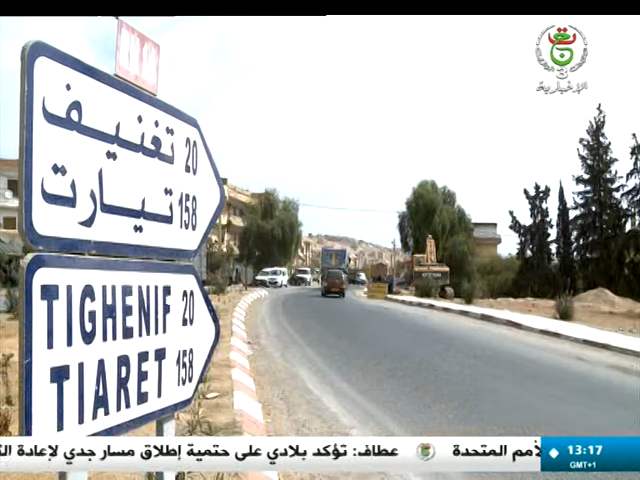 الإخبارية
تغنيف 20
تيارت 158
TIGHENIF 20
TIARET 158
عطاف: تؤكد بلادي على حتمية إطلاق مسار جدي لإعادة
المتحدة
13:17
GMT+1